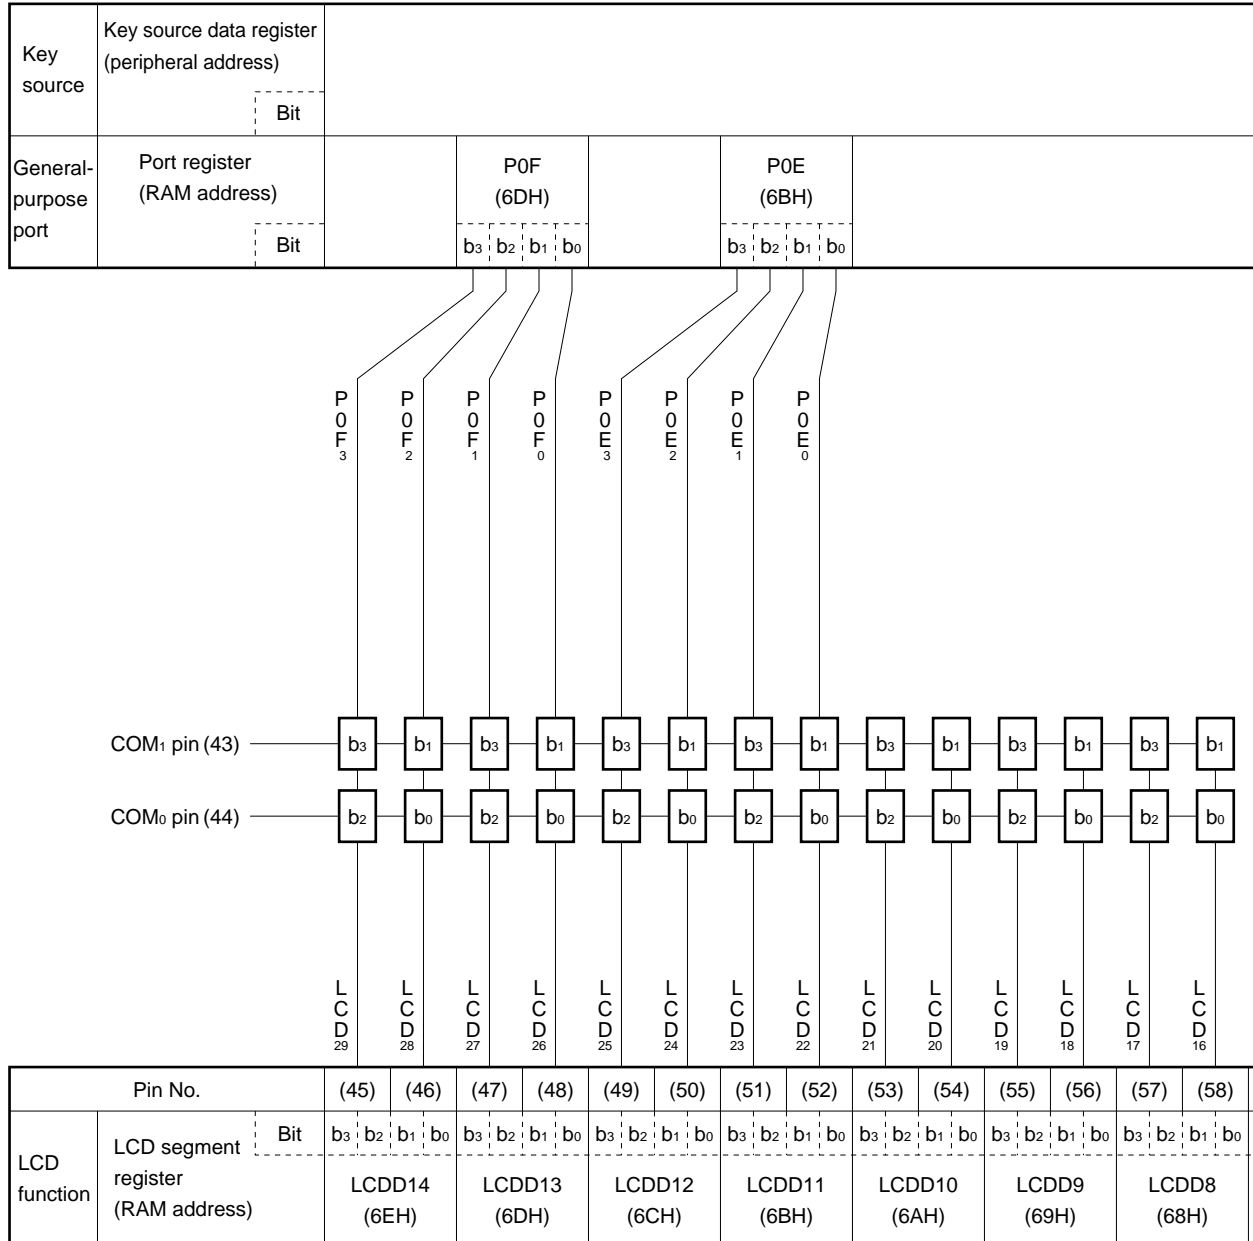 Key source
Key source data register
(peripheral address)
Bit
General-purpose port
Port register
(RAM address)
Bit
P0F
(6DH)
b3 b2 b1 b0
P0E
(6BH)
b3 b2 b1 b0
P0F3 P0F2 P0F1 P0F0 P0E3 P0E2 P0E1 P0E0
COM1 pin (43) b3 b1 b3 b1 b3 b1 b3 b1 b3 b1 b3 b1 b3 b1
COM0 pin (44) b2 b0 b2 b0 b2 b0 b2 b0 b2 b0 b2 b0 b2 b0
LCD29 LCD28 LCD27 LCD26 LCD25 LCD24 LCD23 LCD22 LCD21 LCD20 LCD19 LCD18 LCD17 LCD16
Pin No. (45) (46) (47) (48) (49) (50) (51) (52) (53) (54) (55) (56) (57) (58)
LCD function
LCD segment register
(RAM address)
Bit b3 b2 b1 b0 b3 b2 b1 b0 b3 b2 b1 b0 b3 b2 b1 b0 b3 b2 b1 b0 b3 b2 b1 b0 b3 b2 b1 b0
LCDD14 LCDD13 LCDD12 LCDD11 LCDD10 LCDD9 LCDD8
(6EH) (6DH) (6CH) (6BH) (6AH) (69H) (68H)